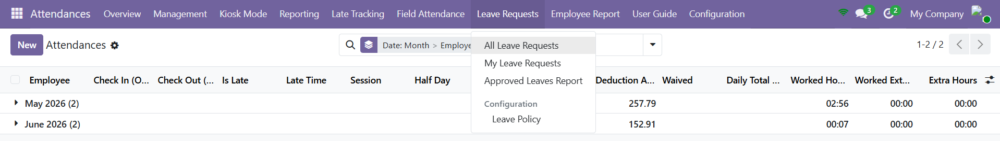 Attendances Overview Management Kiosk Mode Reporting Late Tracking Field Attendance Leave Requests Employee Report User Guide Configuration 3 2 My Company
New Attendances Date: Month > Employe 1-2 / 2
All Leave Requests
My Leave Requests
Approved Leaves Report
Configuration
Leave Policy
Employee Check In (O... Check Out (... Is Late Late Time Session Half Day Deduction A... Waived Daily Total ... Worked Ho... Worked Ext... Extra Hours
May 2026 (2) 257.79 02:56 00:00 00:00
June 2026 (2) 152.91 00:07 00:00 00:00